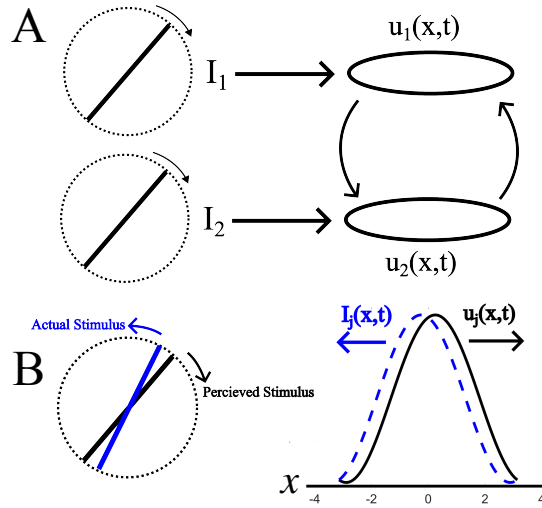 A
u₁(x,t)
I₁
I₂
u₂(x,t)
B
Actual Stimulus
Percieved Stimulus
Iⱼ(x,t)
uⱼ(x,t)
x
-4 -2 0 2 4